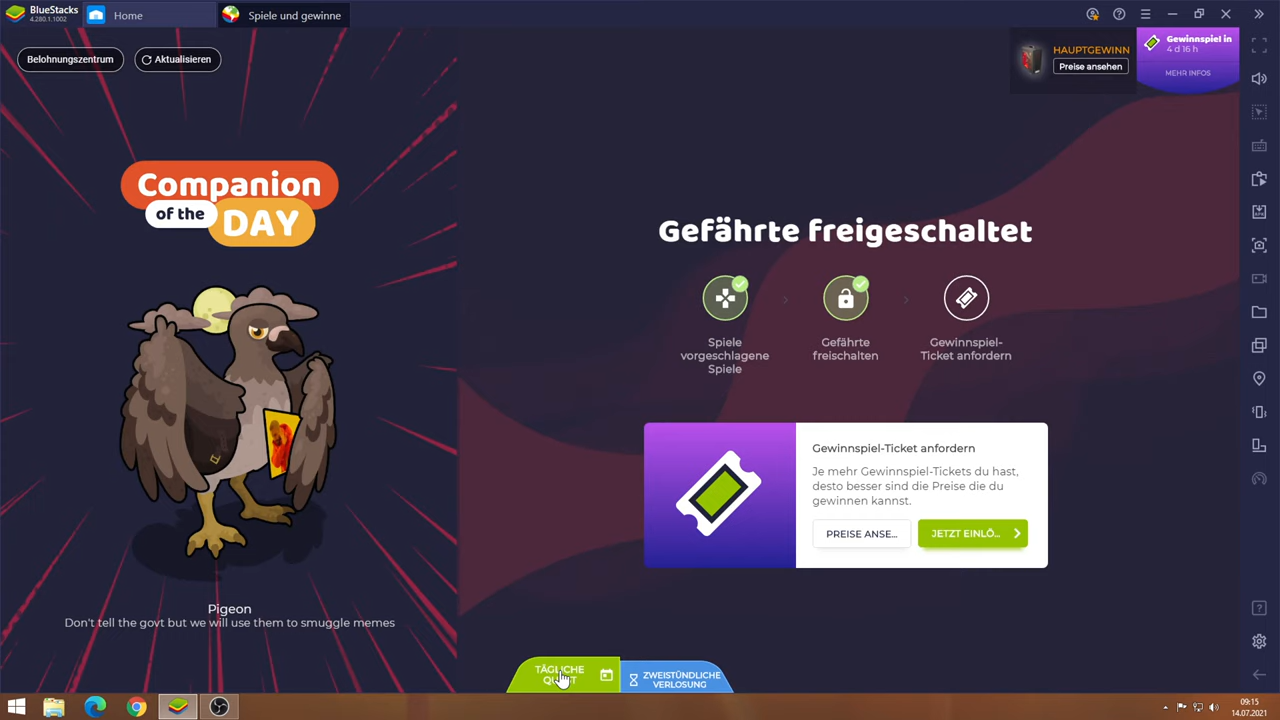 BlueStacks
4.280.1.1002
Home
Spiele und gewinne
Belohnungszentrum
Aktualisieren
HAUPTGEWINN
Preise ansehen
Gewinnspiel in
4 d 16 h
MEHR INFOS
Companion
of the
DAY
Gefährte freigeschaltet
Spiele
vorgeschlagene
Spiele
Gefährte
freischalten
Gewinnspiel-
Ticket anfordern
Gewinnspiel-Ticket anfordern
Je mehr Gewinnspiel-Tickets du hast,
desto besser sind die Preise die du
gewinnen kannst.
PREISE ANSE...
JETZT EINLÖ...
Pigeon
Don't tell the govt but we will use them to smuggle memes
TÄGLICHE
ZWEISTÜNDLICHE
VERLOSUNG
09:15
14.07.2021